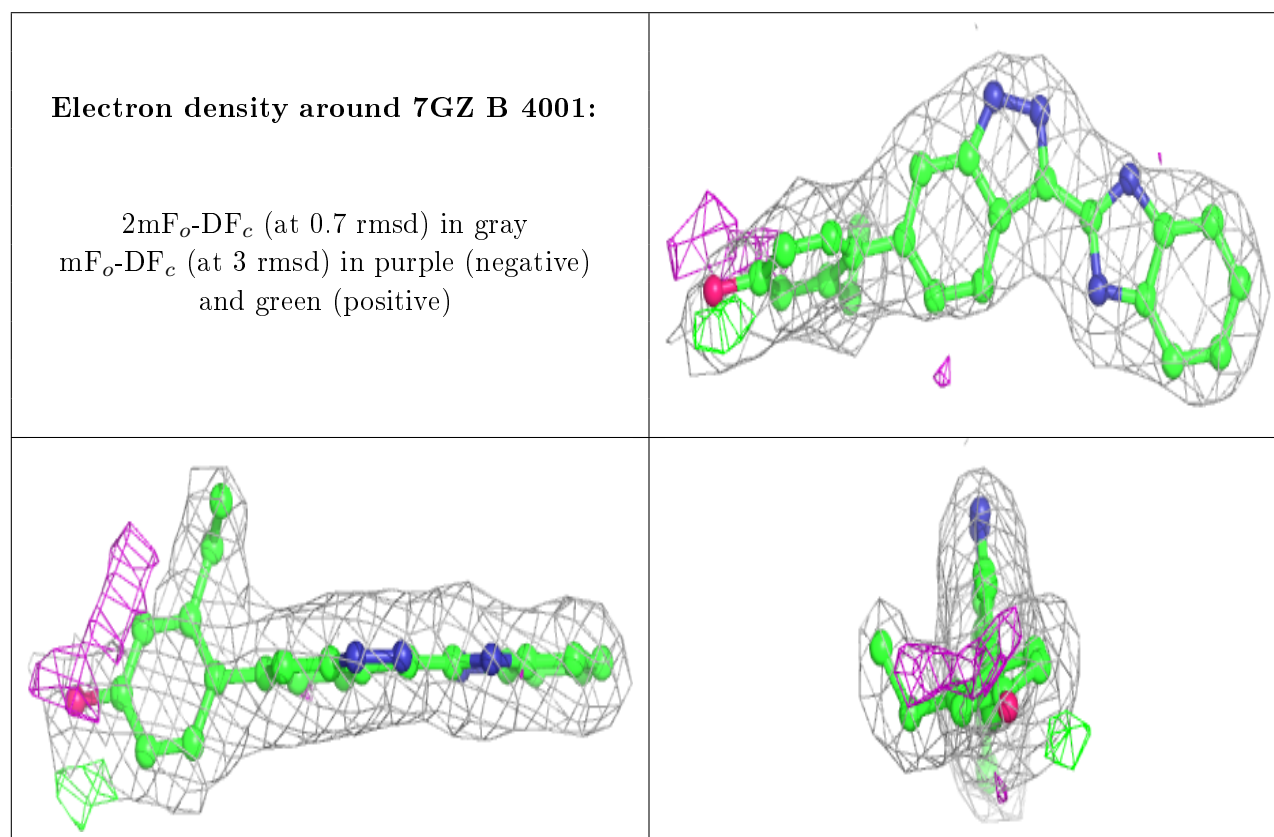 Electron density around 7GZ B 4001:
2mFo-DFc (at 0.7 rmsd) in gray
mFo-DFc (at 3 rmsd) in purple (negative)
and green (positive)